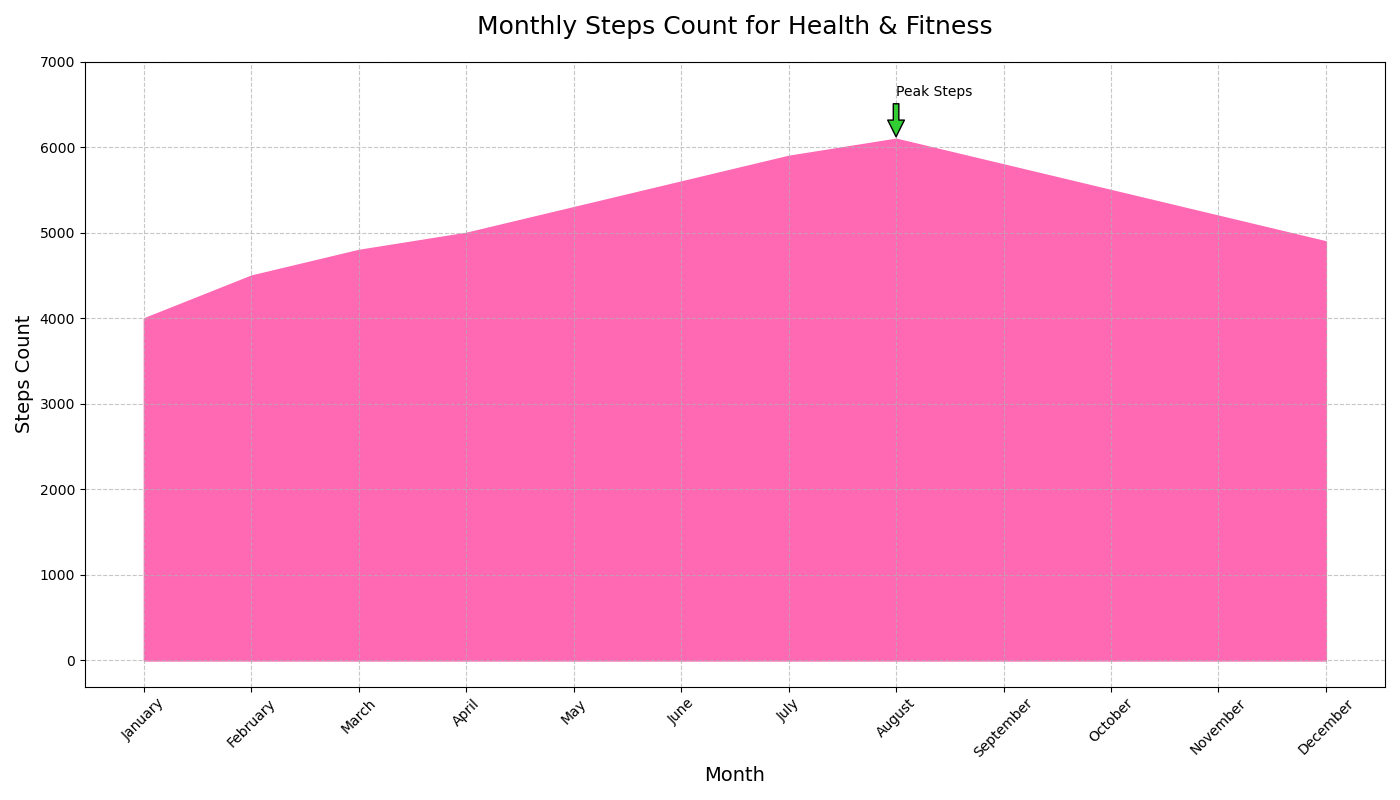 Monthly Steps Count for Health & Fitness
7000
6000
5000
4000
3000
2000
1000
0
Steps Count
Peak Steps
January
February
March
April
May
June
July
August
September
October
November
December
Month